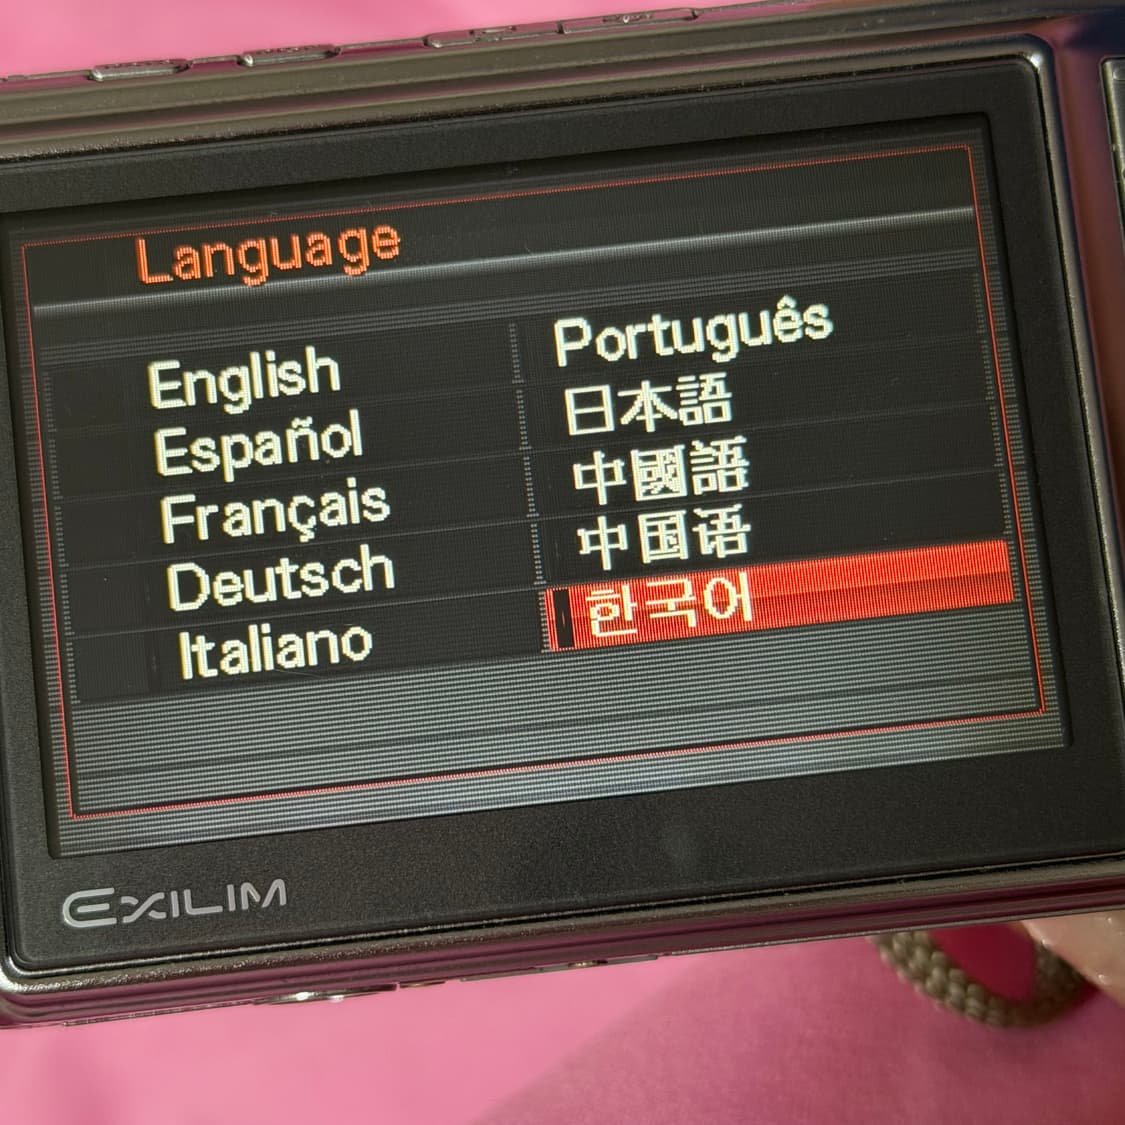 Language
English
Español
Français
Deutsch
Italiano
Português
日本語
中國語
中国语
한국어
EXILIM